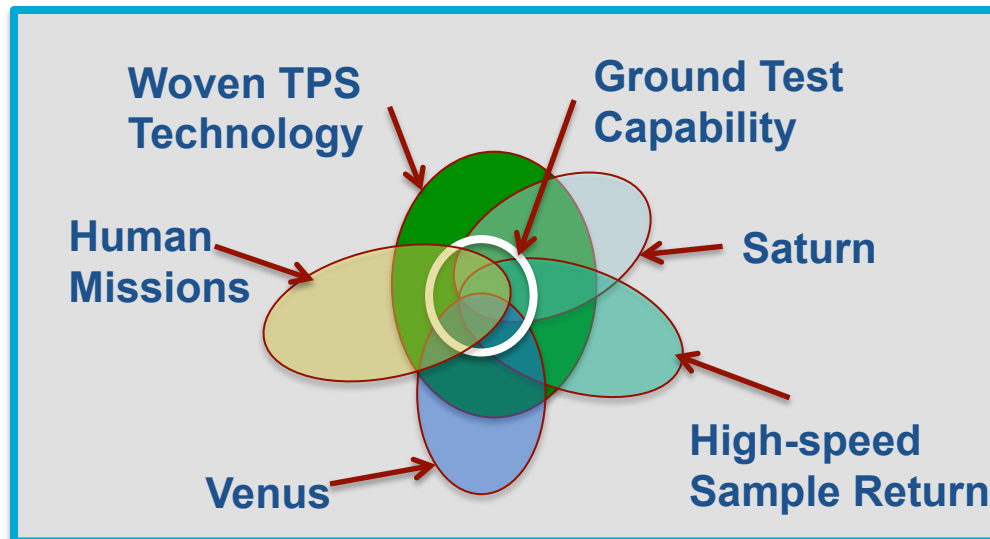 Woven TPS
Technology
Ground Test
Capability
Human
Missions
Saturn
Venus
High-speed
Sample Return